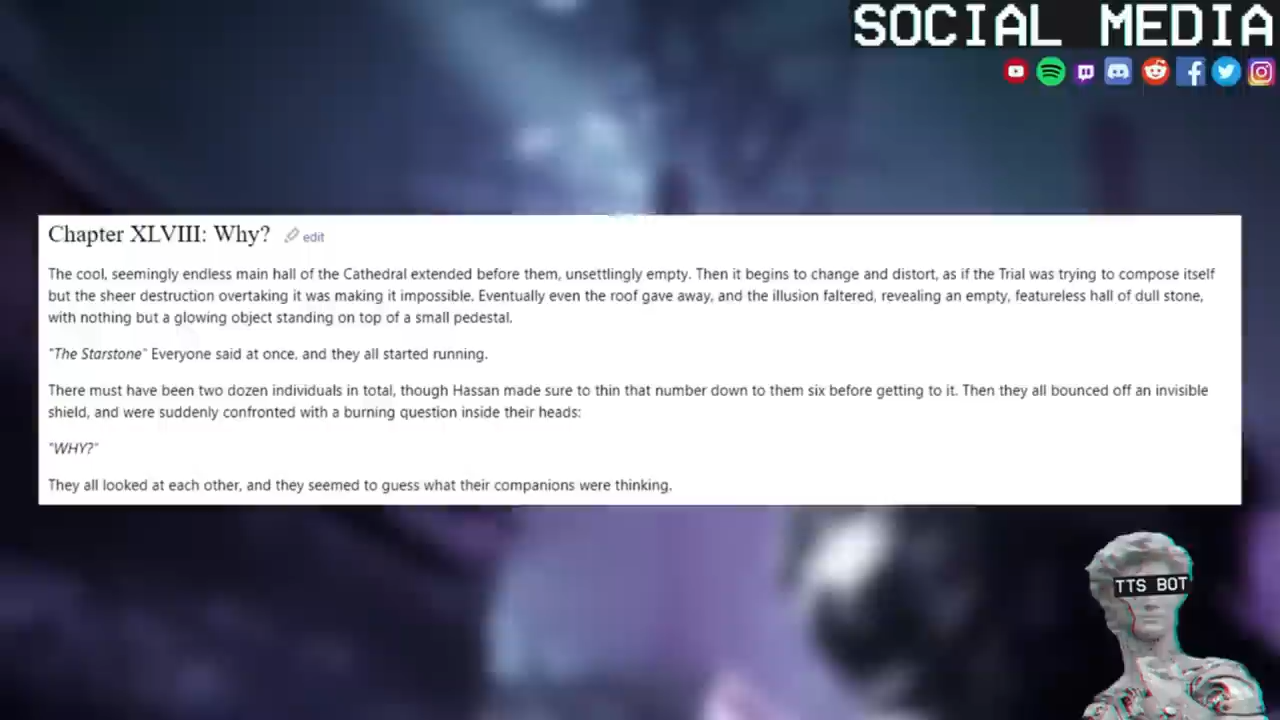 SOCIAL MEDIA
Chapter XLVIII: Why? edit
The cool, seemingly endless main hall of the Cathedral extended before them, unsettlingly empty. Then it begins to change and distort, as if the Trial was trying to compose itself
but the sheer destruction overtaking it was making it impossible. Eventually even the roof gave away, and the illusion faltered, revealing an empty, featureless hall of dull stone,
with nothing but a glowing object standing on top of a small pedestal.
"The Starstone" Everyone said at once, and they all started running.
There must have been two dozen individuals in total, though Hassan made sure to thin that number down to them six before getting to it. Then they all bounced off an invisible
shield, and were suddenly confronted with a burning question inside their heads:
"WHY?"
They all looked at each other, and they seemed to guess what their companions were thinking.
TTS BOT